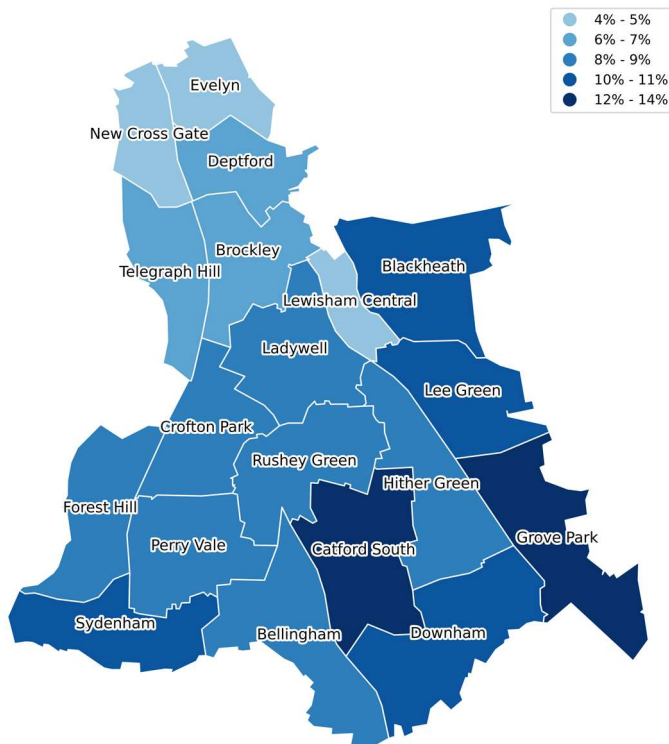 4% - 5%
6% - 7%
8% - 9%
10% - 11%
12% - 14%
Evelyn
New Cross Gate
Deptford
Brockley
Telegraph Hill
Blackheath
Lewisham Central
Ladywell
Lee Green
Crofton Park
Rushey Green
Hither Green
Forest Hill
Perry Vale
Catford South
Grove Park
Sydenham
Bellingham
Downham